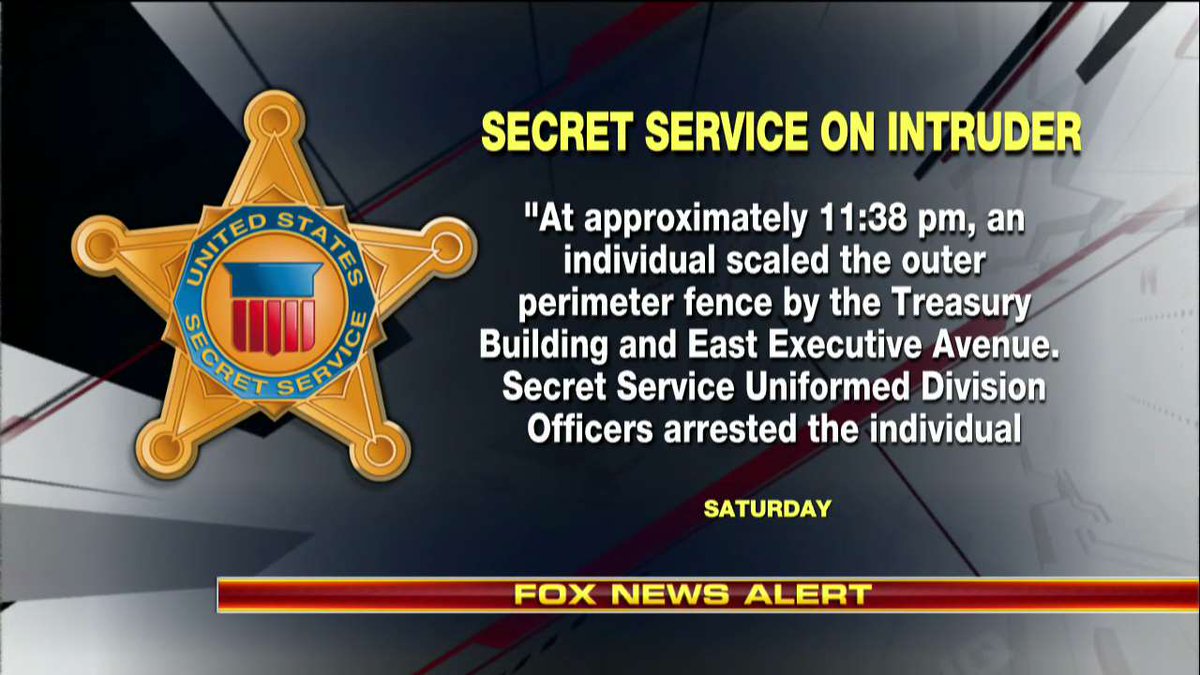 UNITED STATES
SECRET SERVICE
SECRET SERVICE ON INTRUDER
"At approximately 11:38 pm, an
individual scaled the outer
perimeter fence by the Treasury
Building and East Executive Avenue.
Secret Service Uniformed Division
Officers arrested the individual
SATURDAY
FOX NEWS ALERT